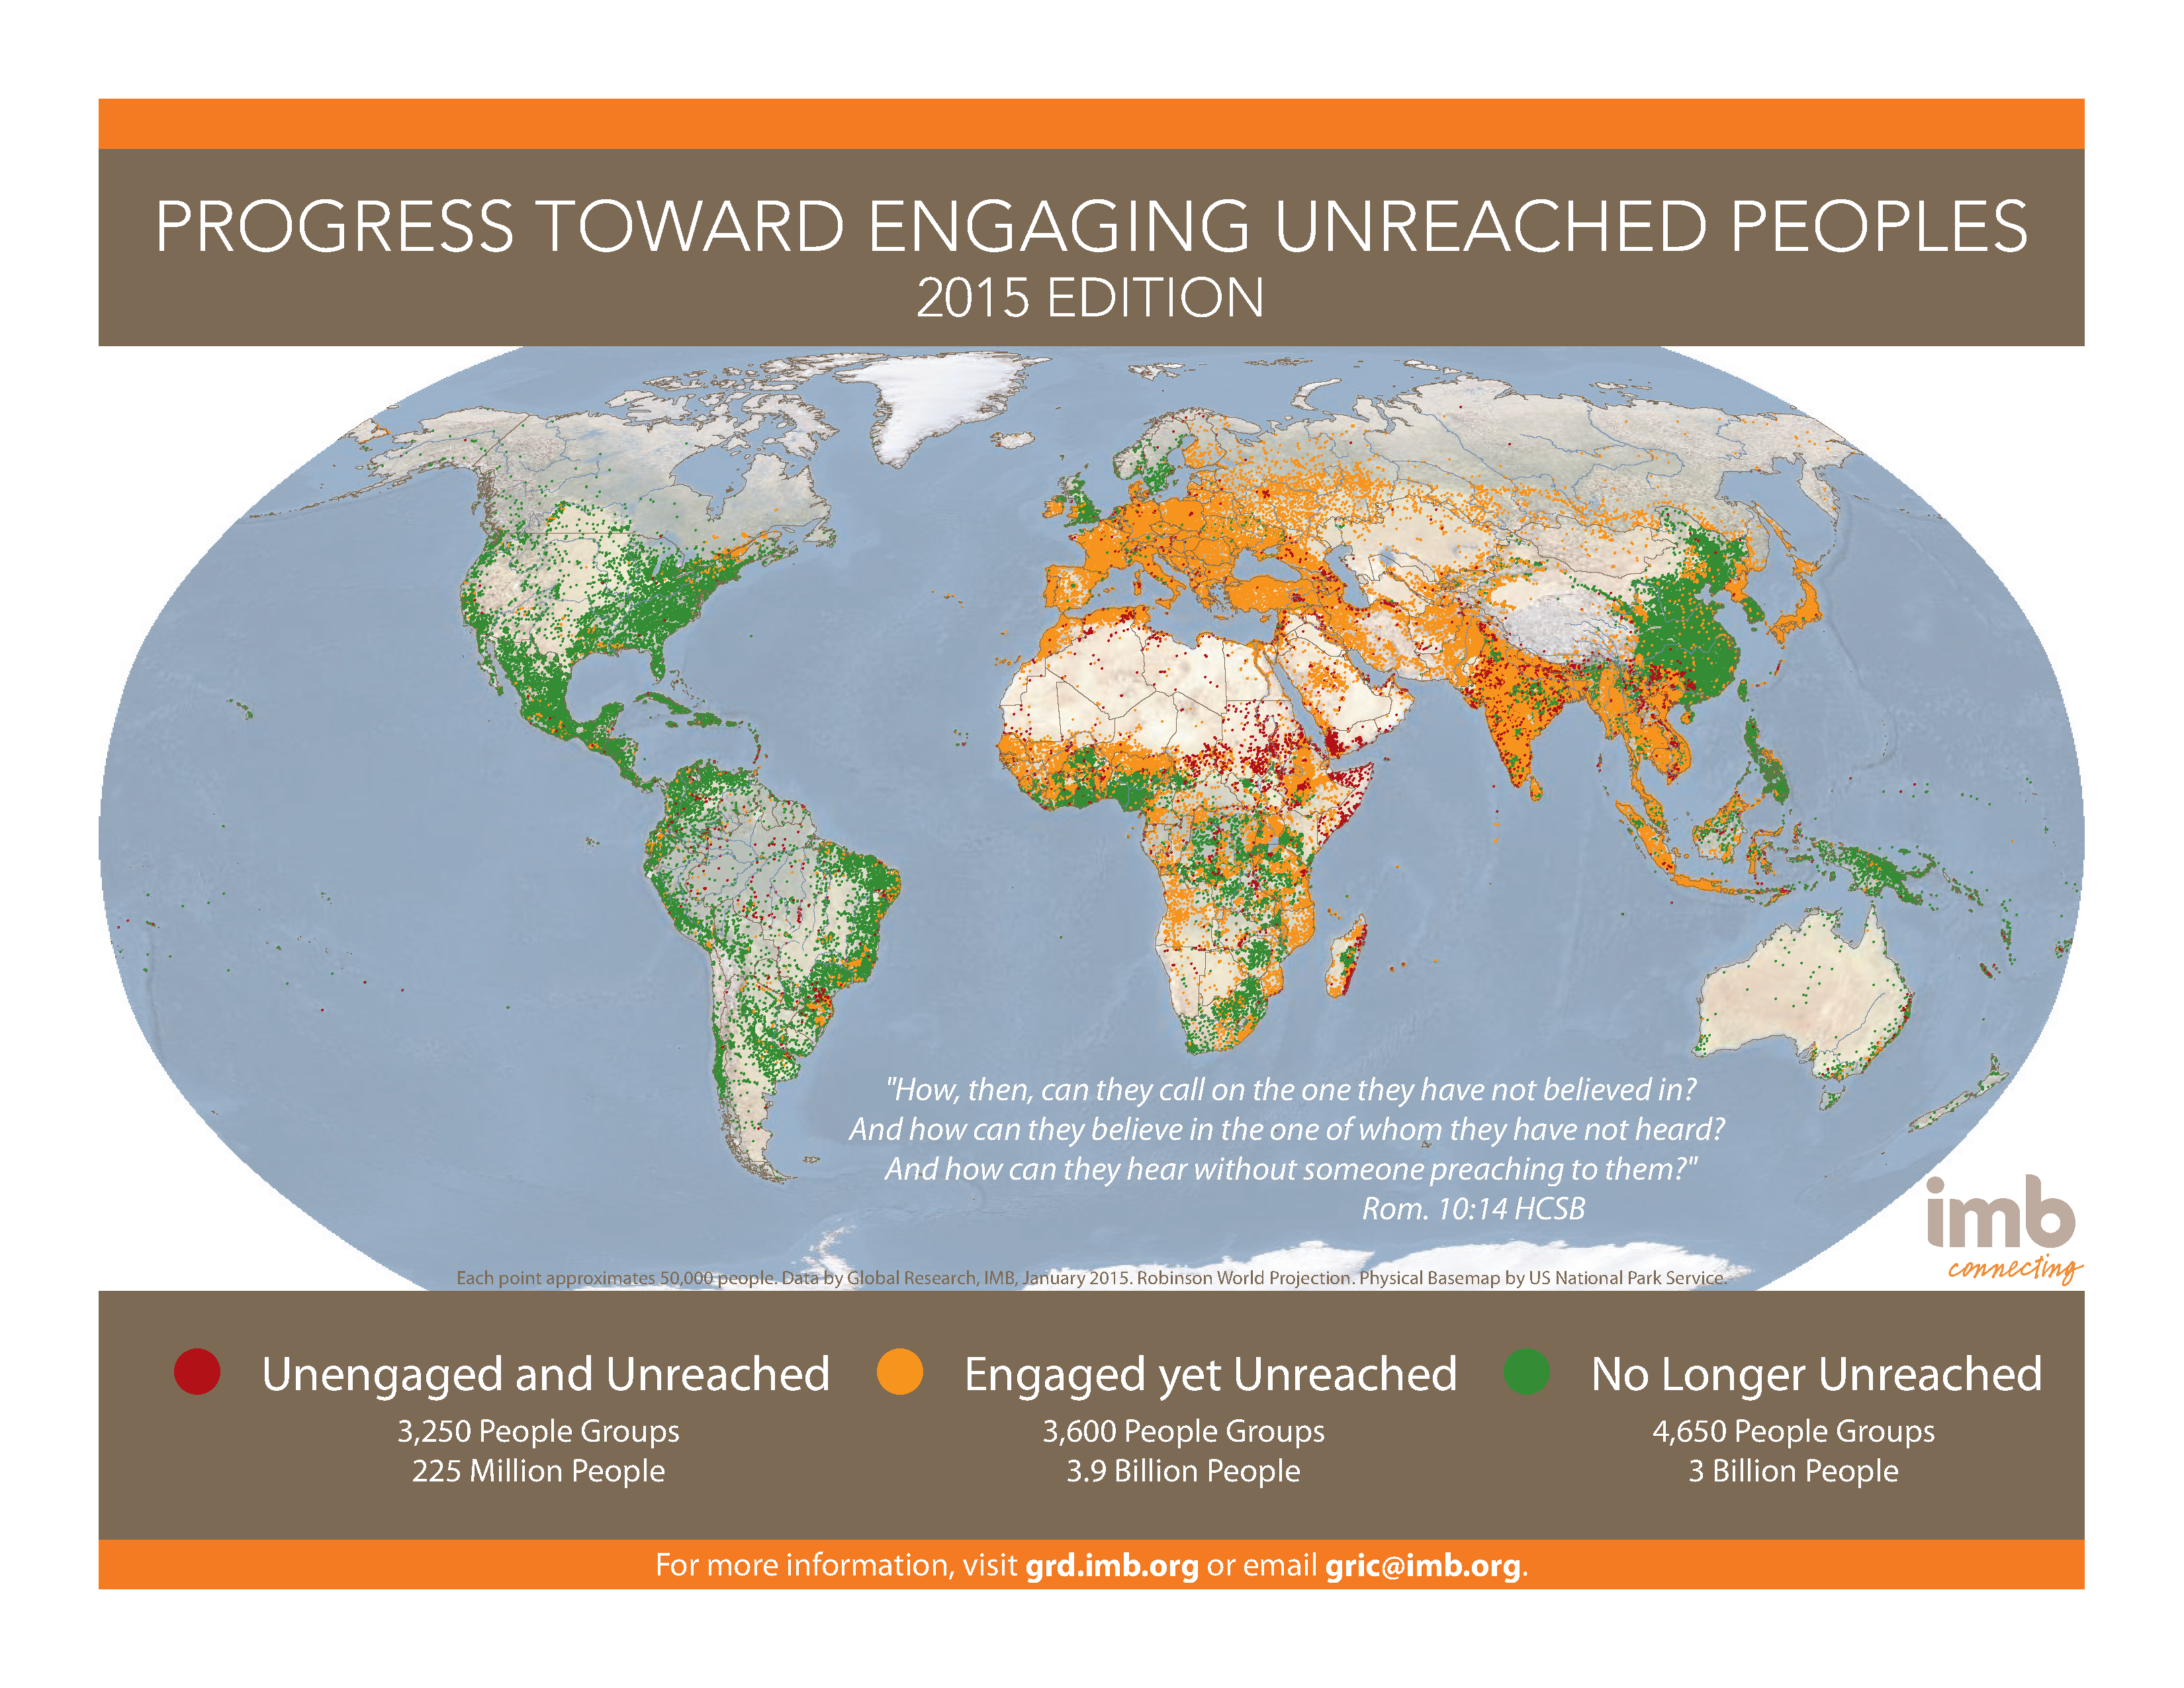 PROGRESS TOWARD ENGAGING UNREACHED PEOPLES
2015 EDITION
"How, then, can they call on the one they have not believed in?
And how can they believe in the one of whom they have not heard?
And how can they hear without someone preaching to them?"
Rom. 10:14 HCSB
imb
connecting
Each point approximates 50,000 people. Data by Global Research, IMB, January 2015. Robinson World Projection. Physical Basemap by US National Park Service.
Unengaged and Unreached
3,250 People Groups
225 Million People
Engaged yet Unreached
3,600 People Groups
3.9 Billion People
No Longer Unreached
4,650 People Groups
3 Billion People
For more information, visit grd.imb.org or email gric@imb.org.